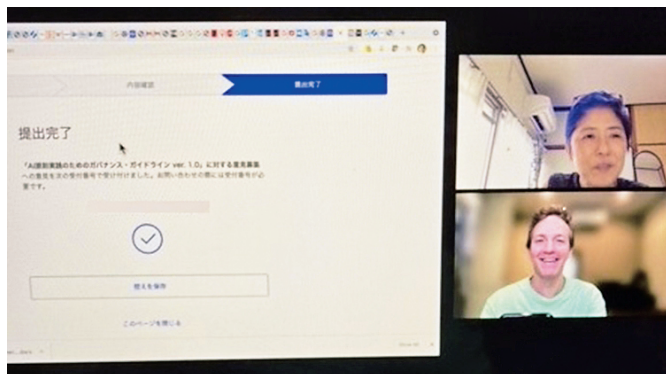 内容確認
提出完了
提出完了
「AI原則実践のためのガバナンス・ガイドライン ver. 1.0」に対する意見募集
への意見を次の受付番号で受け付けました。お問い合わせの際には受付番号が必
要です。
控えを保存
このページを閉じる